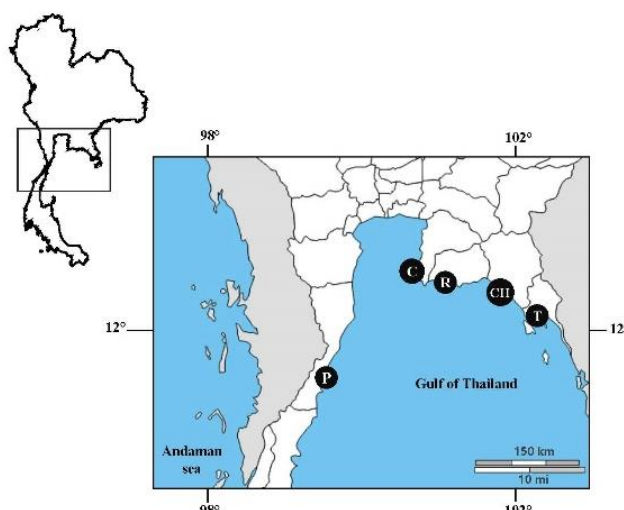 98°
102°
C
R
CH
T
12°
12
P
Gulf of Thailand
Andaman
sea
150 km
10 mi
98°
102°